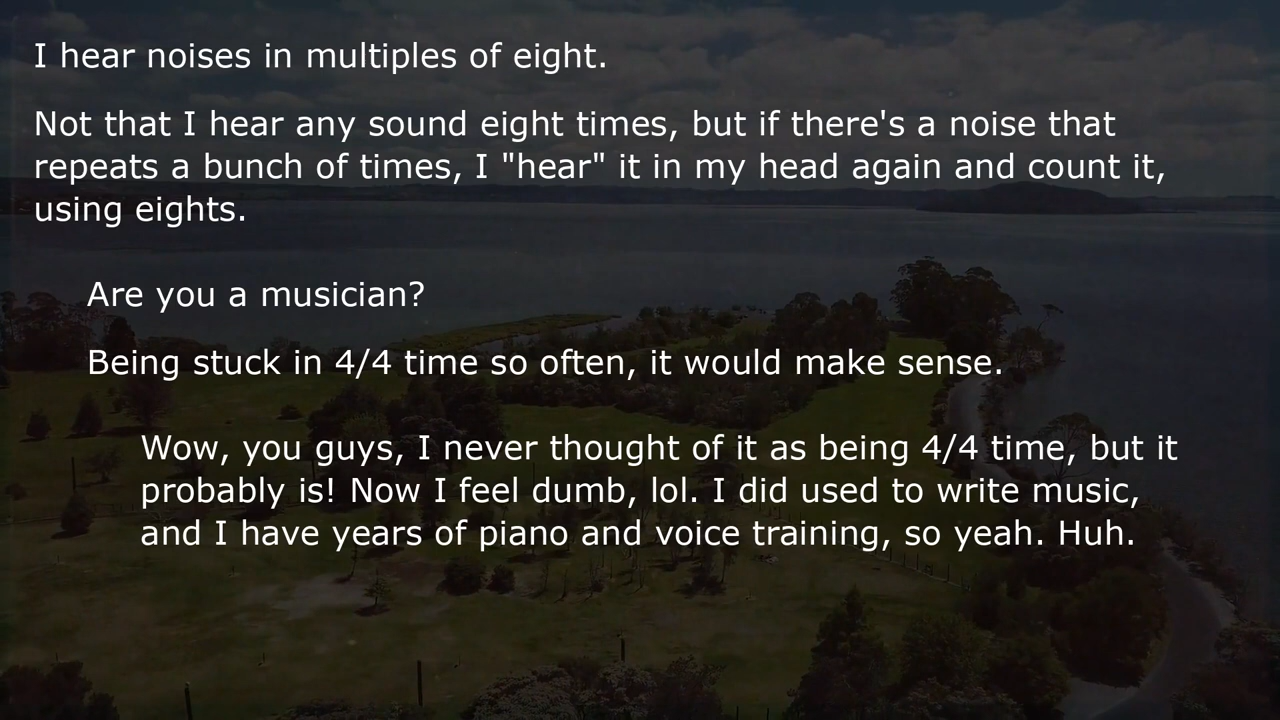 I hear noises in multiples of eight.
Not that I hear any sound eight times, but if there's a noise that
repeats a bunch of times, I "hear" it in my head again and count it,
using eights.
Are you a musician?
Being stuck in 4/4 time so often, it would make sense.
Wow, you guys, I never thought of it as being 4/4 time, but it
probably is! Now I feel dumb, lol. I did used to write music,
and I have years of piano and voice training, so yeah. Huh.